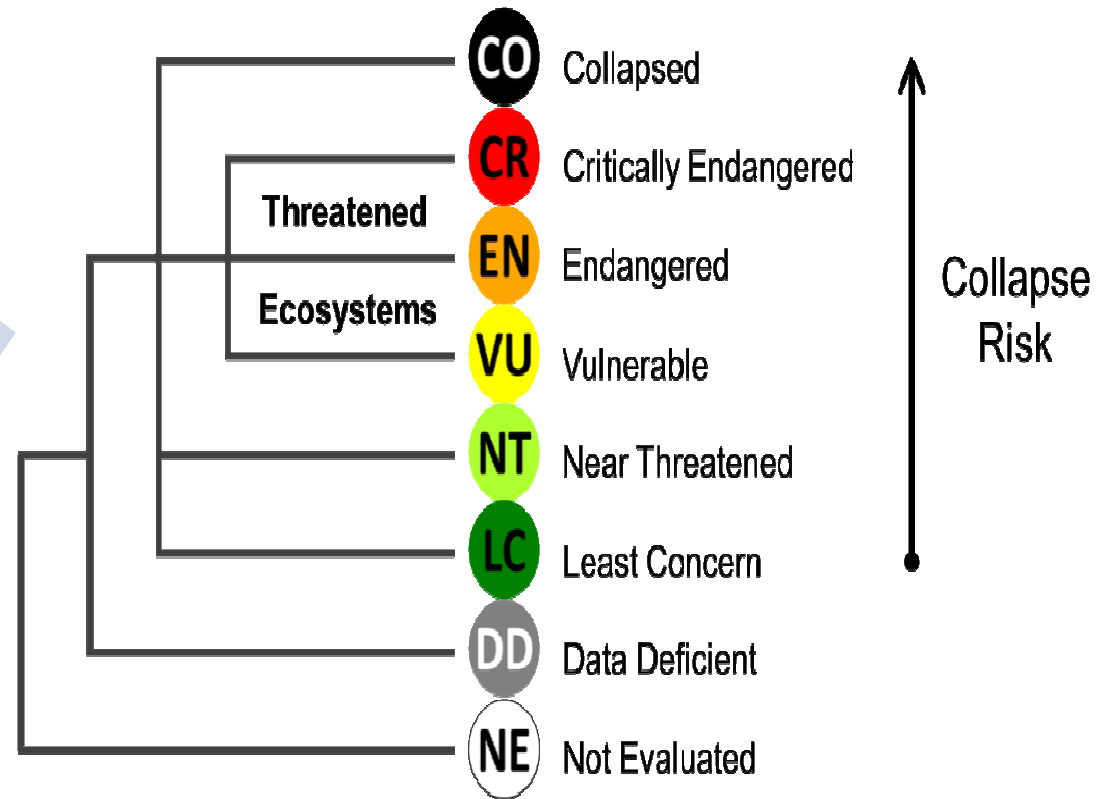 CO Collapsed
CR Critically Endangered
Threatened
EN Endangered
Ecosystems
VU Vulnerable
NT Near Threatened
LC Least Concern
DD Data Deficient
NE Not Evaluated
Collapse
Risk